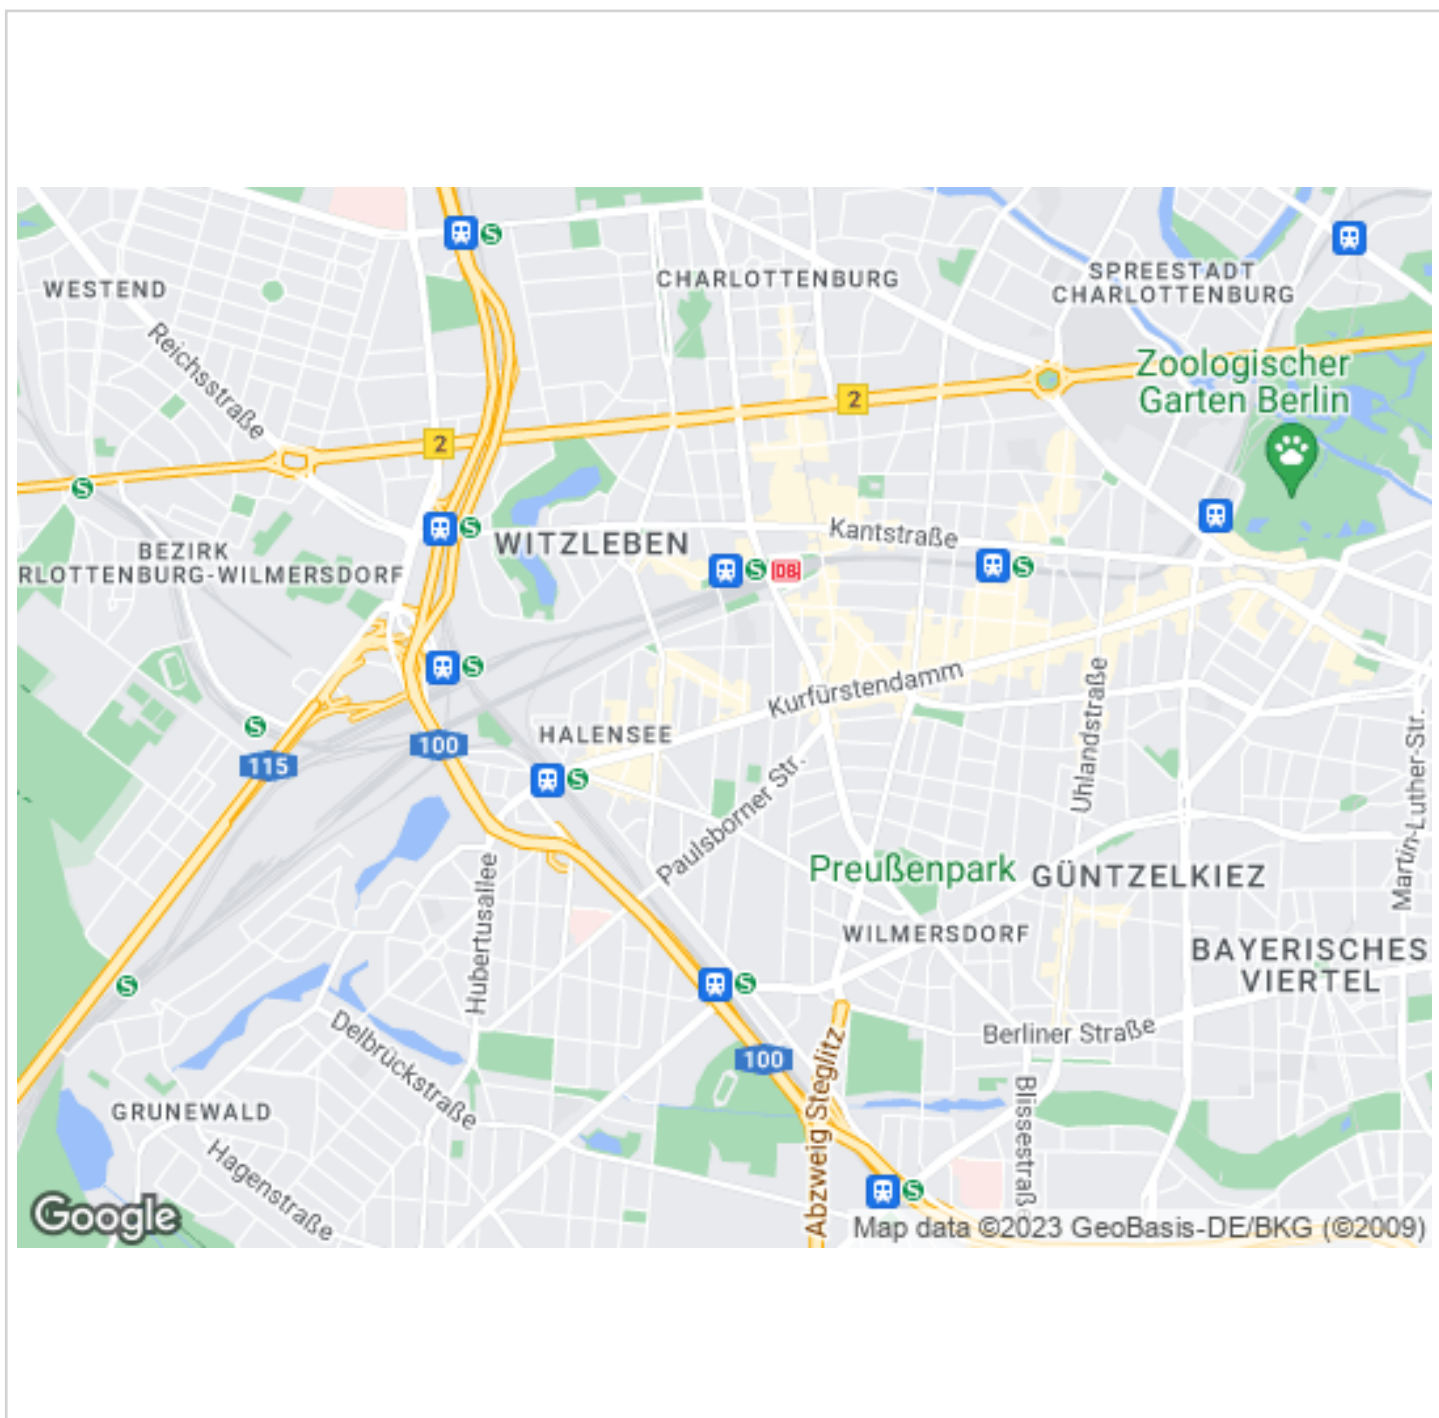 S
CHARLOTTENBURG
SPREESTADT
CHARLOTTENBURG
WESTEND
Reichsstraße
Zoologischer
Garten Berlin
2
2
S
S
Kantstraße
WITZLEBEN
BEZIRK
RLOTTENBURG-WILMERSDORF
S
DB
S
S
Kurfürstendamm
Uhlandstraße
S
HALENSEE
100
115
S
Paulsborner Str.
Martin-Luther-Str.
Hubertusallee
Preußenpark
GÜNTZELKIEZ
WILMERSDORF
BAYERISCHES
VIERTEL
S
S
Delbrückstraße
Berliner Straße
100
Abzweig Steglitz
Blissestraße
GRUNEWALD
Hagenstraße
S
Google
Map data ©2023 GeoBasis-DE/BKG (©2009)